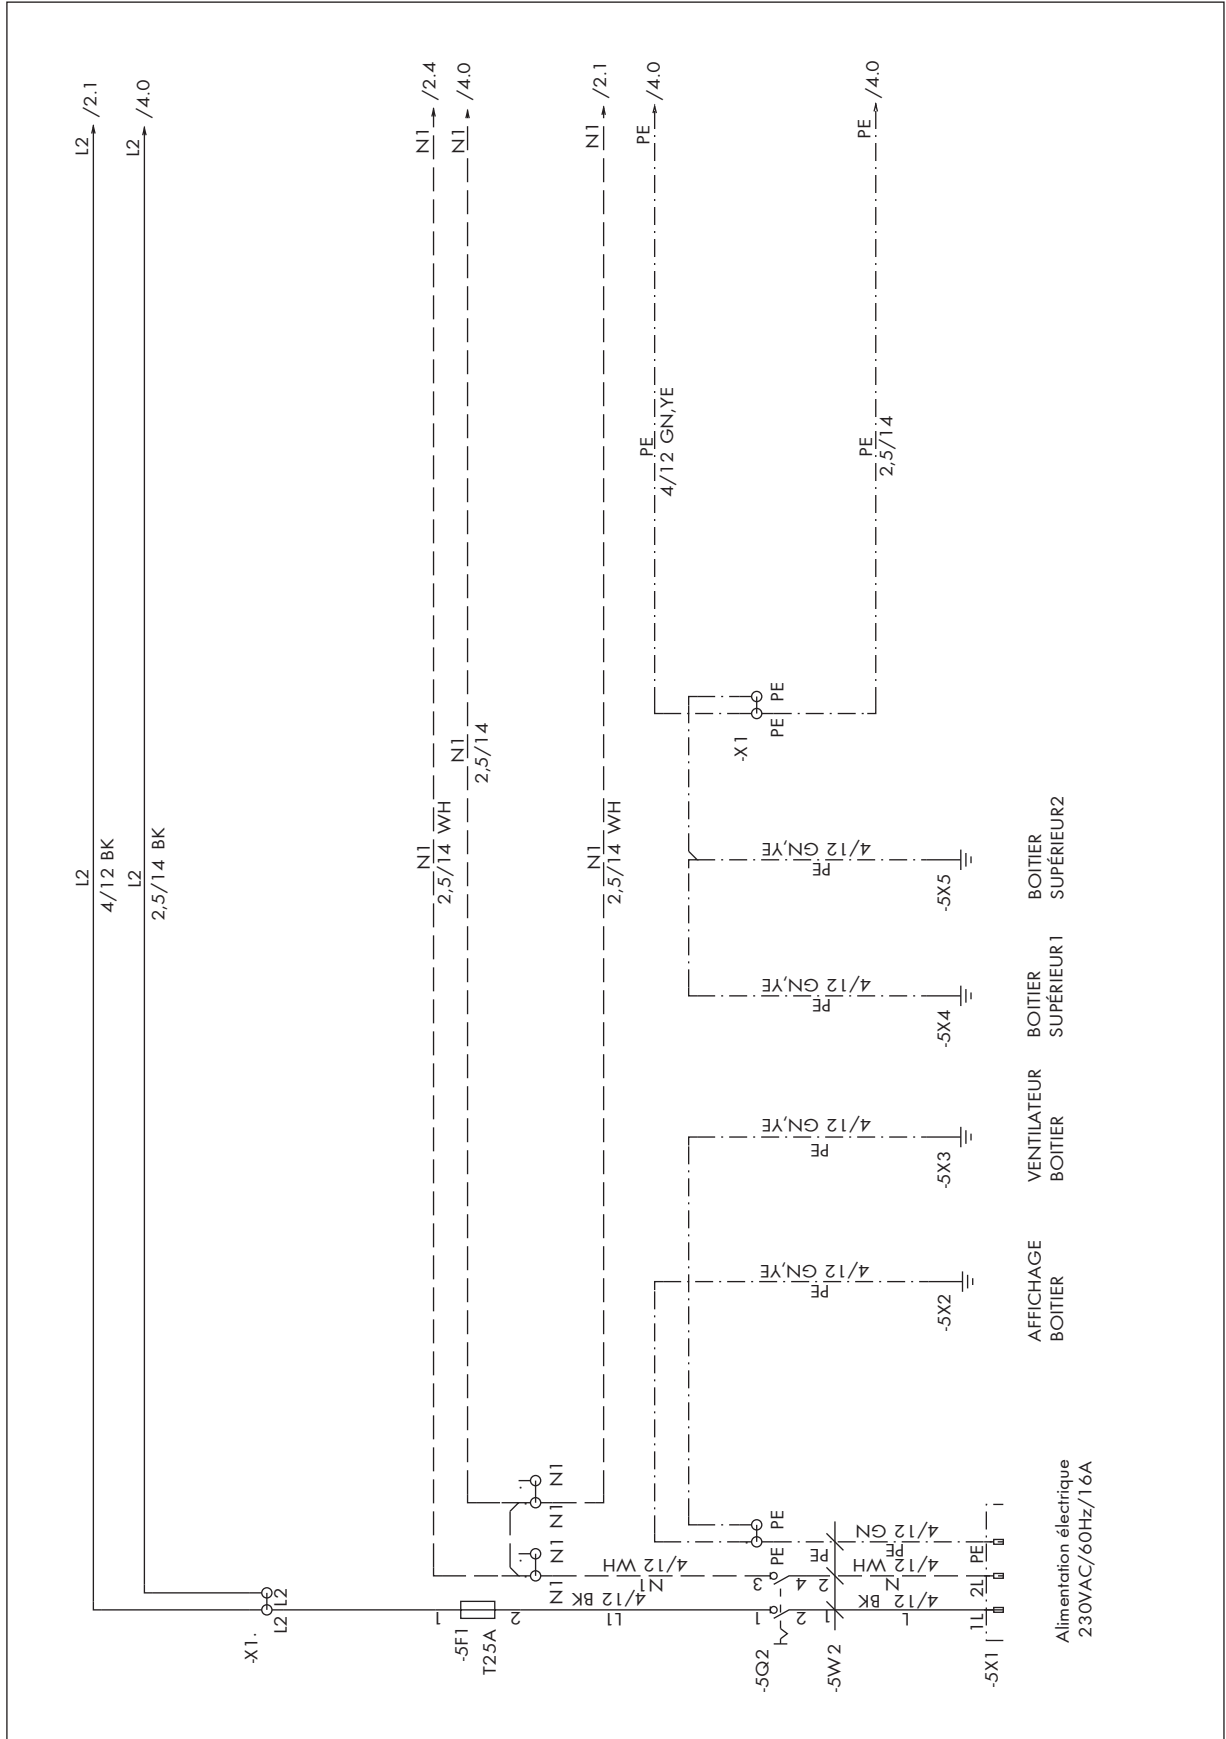 L2
/2.1
L2
/4.0
N1
/2.4
N1
/4.0
N1
/2.1
PE
/4.0
PE
/4.0
L2
4/12 BK
L2
2,5/14 BK
N1
2,5/14 WH
N1
2,5/14
N1
2,5/14 WH
PE
4/12 GN,YE
PE
2,5/14
-X1
PE
PE
PE
4/12 GN,YE
-5X5
BOITIER
SUPÉRIEUR2
PE
4/12 GN,YE
-5X4
BOITIER
SUPÉRIEUR1
PE
4/12 GN,YE
-5X3
VENTILATEUR
BOITIER
PE
4/12 GN,YE
-5X2
AFFICHAGE
BOITIER
-X1.
L2
L2
-5F1
T25A
1
2
N1
N1
N1
N1
4/12 BK
L1
4/12 WH
N1
PE
PE
-5Q2
1
2
3
4
-5W2
1
2
PE
4/12 BK
L
4/12 WH
N
4/12 GN
PE
-5X1
1L
2L
PE
Alimentation électrique
230VAC/60Hz/16A